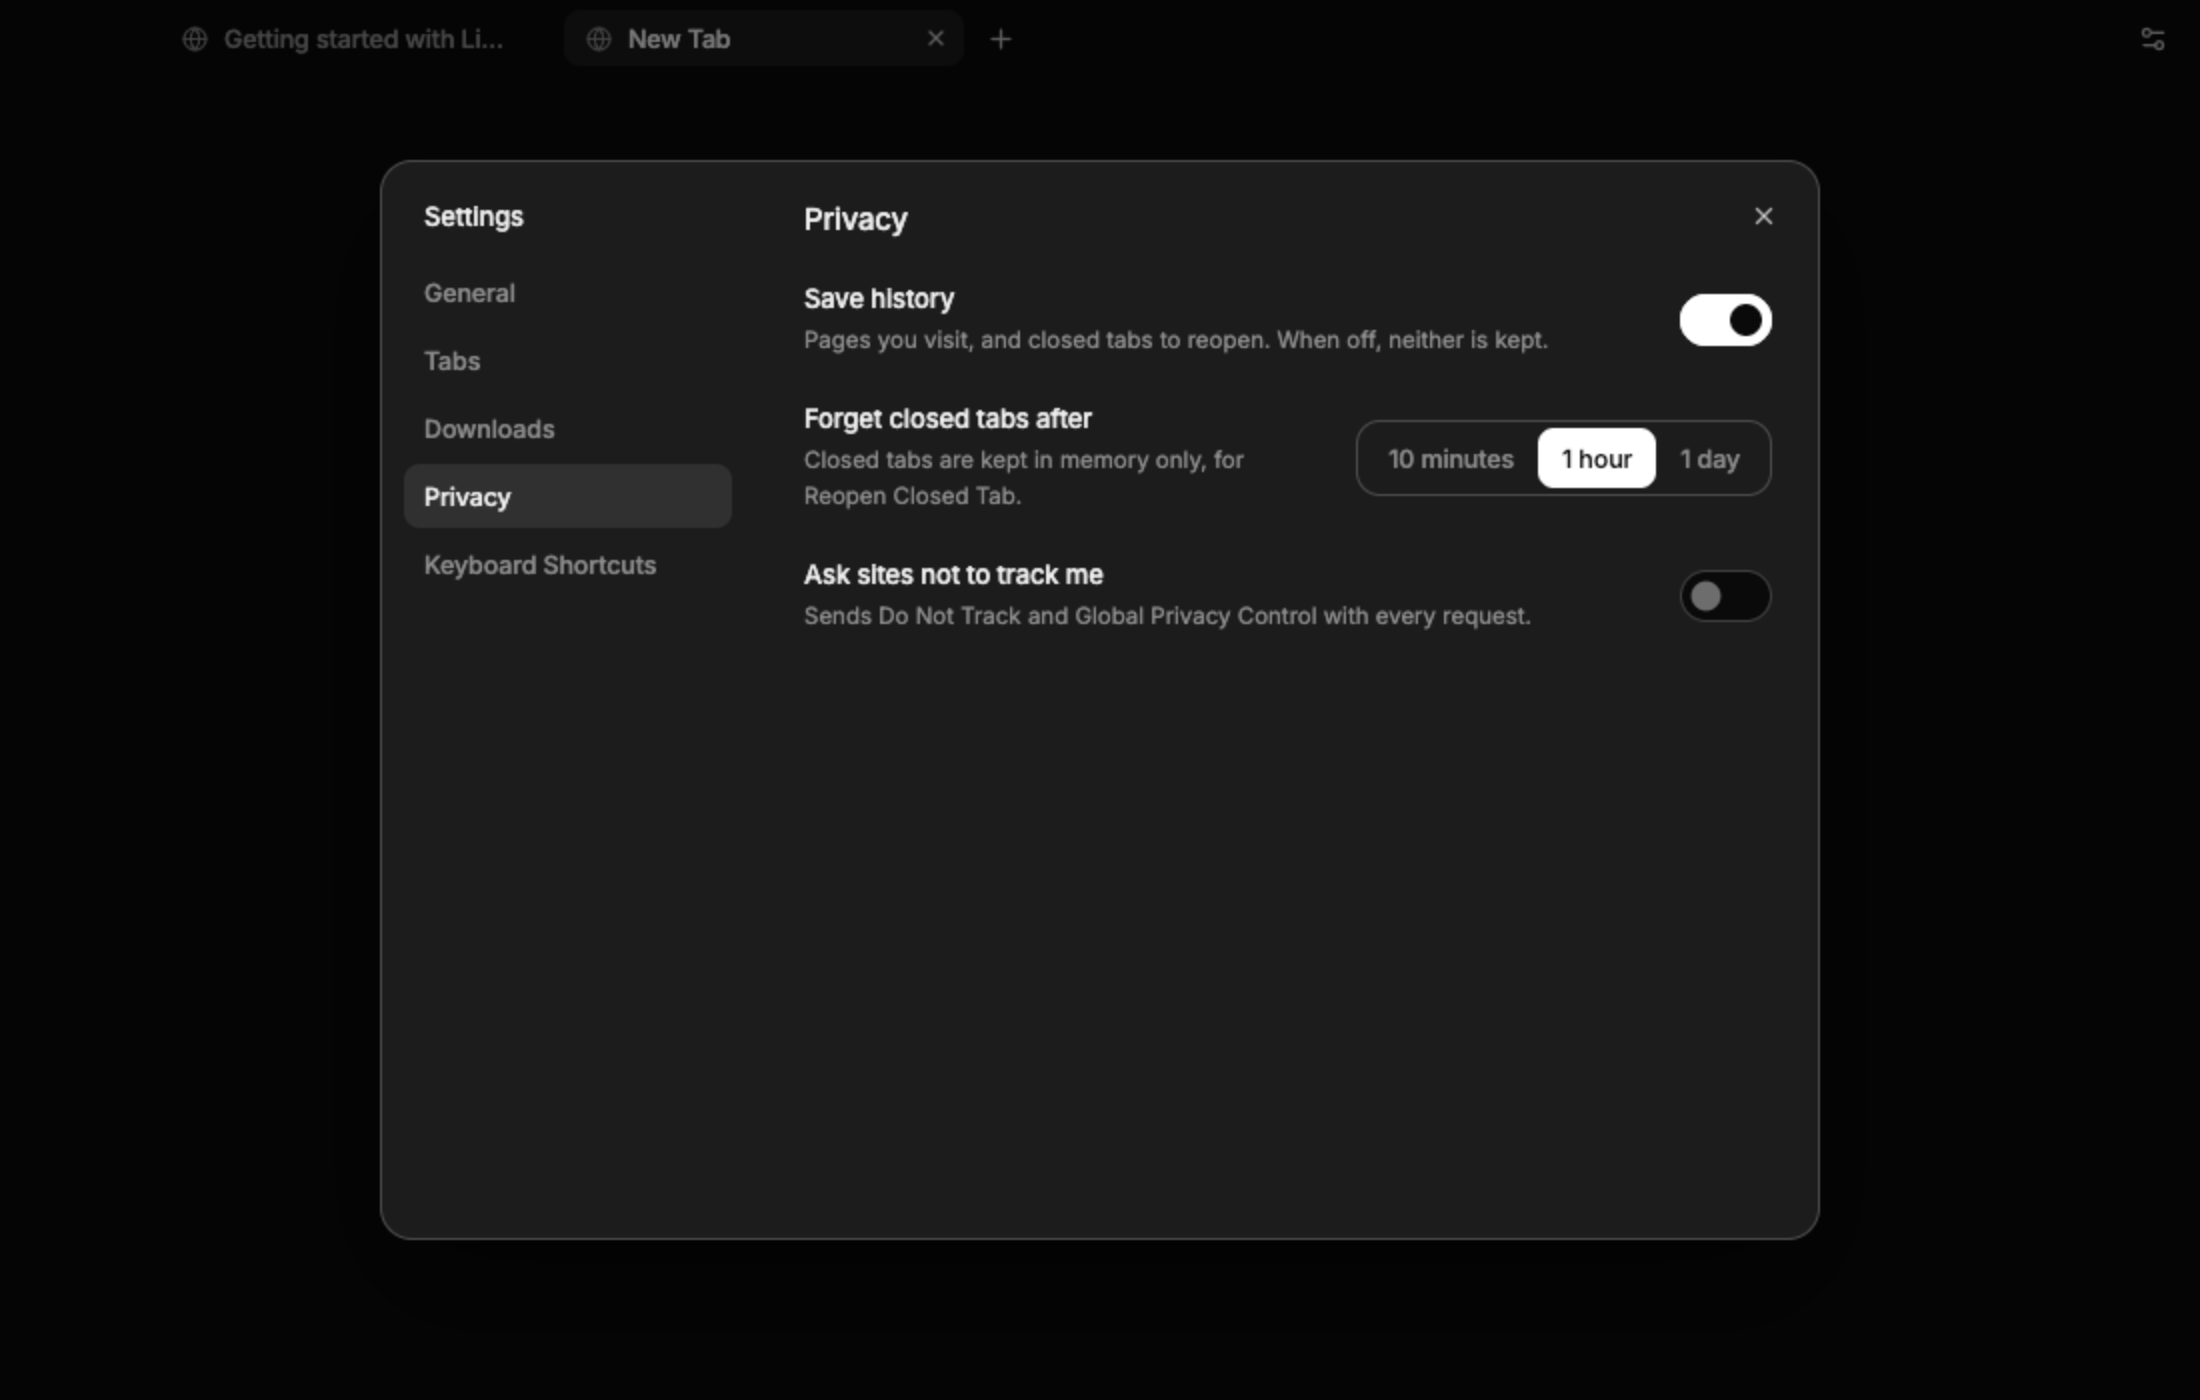 Getting started with Li...
New Tab
Settings
General
Tabs
Downloads
Privacy
Keyboard Shortcuts
Privacy
Save history
Pages you visit, and closed tabs to reopen. When off, neither is kept.
Forget closed tabs after
Closed tabs are kept in memory only, for
Reopen Closed Tab.
10 minutes
1 hour
1 day
Ask sites not to track me
Sends Do Not Track and Global Privacy Control with every request.